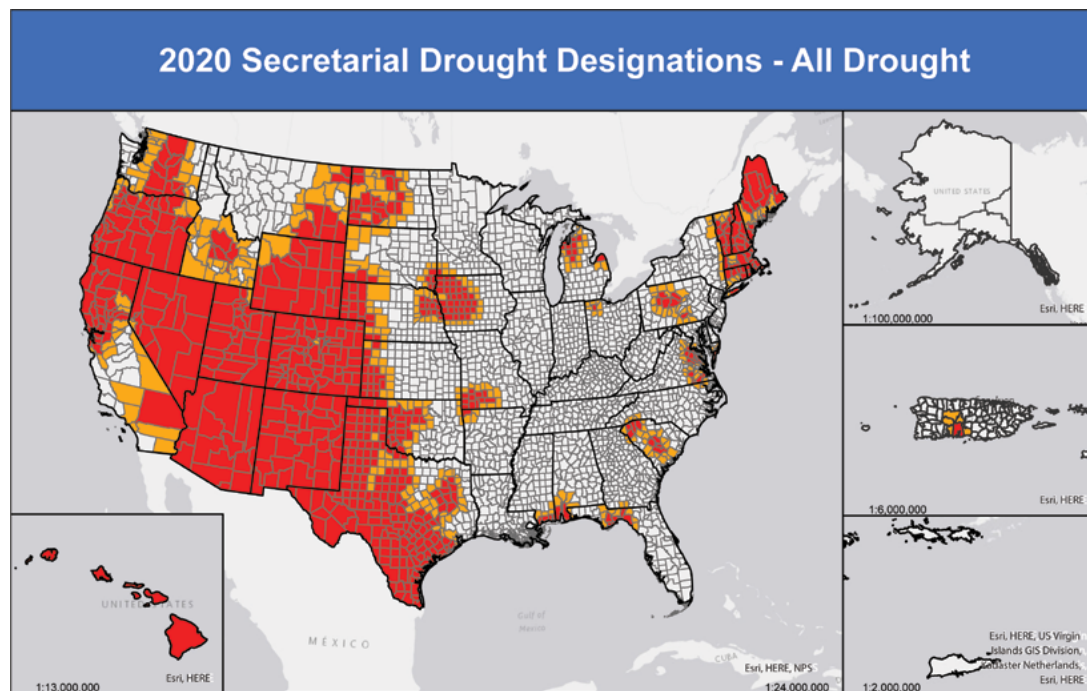 2020 Secretarial Drought Designations - All Drought
UNITED STATES
Esri, HERE
1:100,000,000
Esri, HERE
1:6,000,000
Gulf of
Mexico
MÉXICO
CUBA
Esri, HERE, NPS
1:24,000,000
UNITED STATES
Esri, HERE
1:13,000,000
Esri, HERE, US Virgin
Islands GIS Division,
Kadaster Netherlands,
Esri, HERE
1:2,000,000